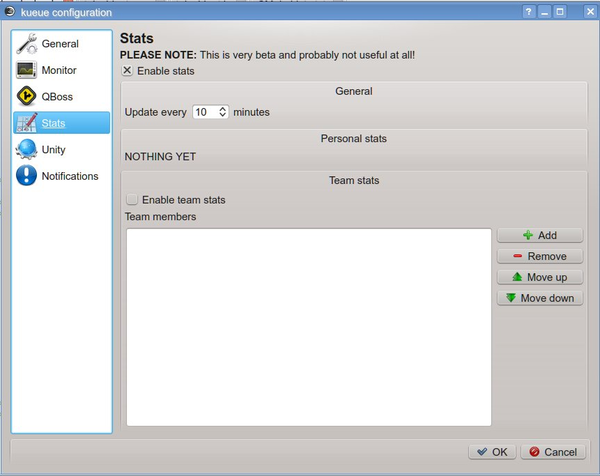 kueue configuration
General
Monitor
QBoss
Stats
Unity
Notifications
Stats
PLEASE NOTE: This is very beta and probably not useful at all!
Enable stats
General
Update every 10 minutes
Personal stats
NOTHING YET
Team stats
Enable team stats
Team members
Add
Remove
Move up
Move down
OK
Cancel